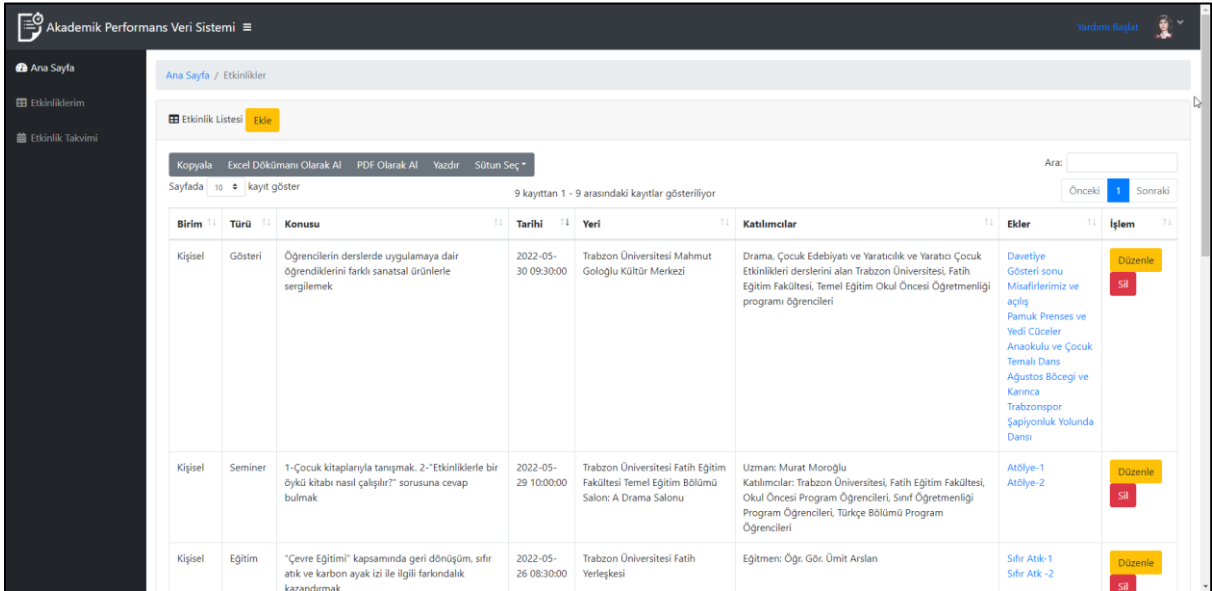 Akademik Performans Veri Sistemi
Yardımı Başlat
Ana Sayfa
Etkinliklerim
Etkinlik Takvimi
Ana Sayfa / Etkinlikler
Etkinlik Listesi Ekle
Kopyala Excel Dökümanı Olarak Al PDF Olarak Al Yazdır Sütun Seç
Ara:
Sayfada 10 kayıt göster
9 kayıttan 1 - 9 arasındaki kayıtlar gösteriliyor
Önceki 1 Sonraki
Birim Türü Konusu Tarihi Yeri Katılımcılar Ekler İşlem
Kişisel
Gösteri
Öğrencilerin derslerde uygulamaya dair
öğrendiklerini farklı sanatsal ürünlerle
sergilemek
2022-05-
30 09:30:00
Trabzon Üniversitesi Mahmut
Goloğlu Kültür Merkezi
Drama, Çocuk Edebiyatı ve Yaratıcılık ve Yaratıcı Çocuk
Etkinlikleri derslerini alan Trabzon Üniversitesi, Fatih
Eğitim Fakültesi, Temel Eğitim Okul Öncesi Öğretmenliği
programı öğrencileri
Davetiye
Gösteri sonu
Misafirlerimiz ve
açılış
Pamuk Prenses ve
Yedi Cüceler
Anaokulu ve Çocuk
Temalı Dans
Ağustos Böcegi ve
Karınca
Trabzonspor
Şapiyonluk Yolunda
Dansı
Düzenle
Sil
Kişisel
Seminer
1-Çocuk kitaplarıyla tanışmak. 2-"Etkinliklerle bir
öykü kitabı nasıl çalışılır?" sorusuna cevap
bulmak
2022-05-
29 10:00:00
Trabzon Üniversitesi Fatih Eğitim
Fakültesi Temel Eğitim Bölümü
Salon: A Drama Salonu
Uzman: Murat Moroğlu
Katılımcılar: Trabzon Üniversitesi, Fatih Eğitim Fakültesi,
Okul Öncesi Program Öğrencileri, Sınıf Öğretmenliği
Program Öğrencileri, Türkçe Bölümü Program
Öğrencileri
Atölye-1
Atölye-2
Düzenle
Sil
Kişisel
Eğitim
"Çevre Eğitimi" kapsamında geri dönüşüm, sıfır
atık ve karbon ayak izi ile ilgili farkındalık
kazandırmak
2022-05-
26 08:30:00
Trabzon Üniversitesi Fatih
Yerleşkesi
Eğitmen: Öğr. Gör. Ümit Arslan
Sıfır Atık-1
Sıfır Atk -2
Düzenle
Sil